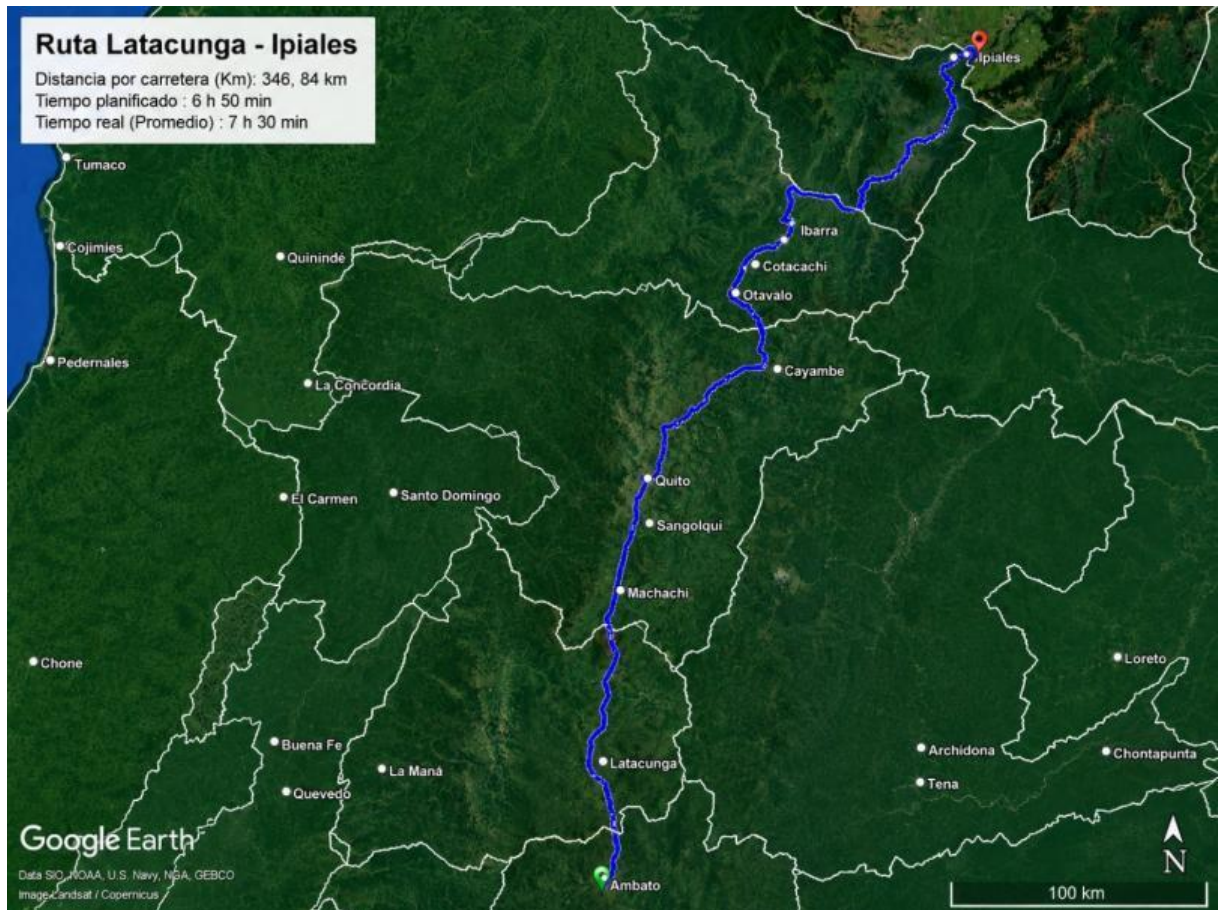 Ruta Latacunga - Ipiales
Distancia por carretera (Km): 346, 84 km
Tiempo planificado : 6 h 50 min
Tiempo real (Promedio) : 7 h 30 min
Ipiales
Tumaco
Ibarra
Cojimies
Quinindé
Cotacachi
Otavalo
Pedernales
Cayambe
La Concordia
Quito
El Carmen
Santo Domingo
Sangolqui
Machachi
Chone
Loreto
Buena Fe
Archidona
Chontapunta
La Maná
Latacunga
Tena
Quevedo
Google Earth
N
Data SIO, NOAA, U.S. Navy, NGA, GEBCO
Image Landsat / Copernicus
Ambato
100 km